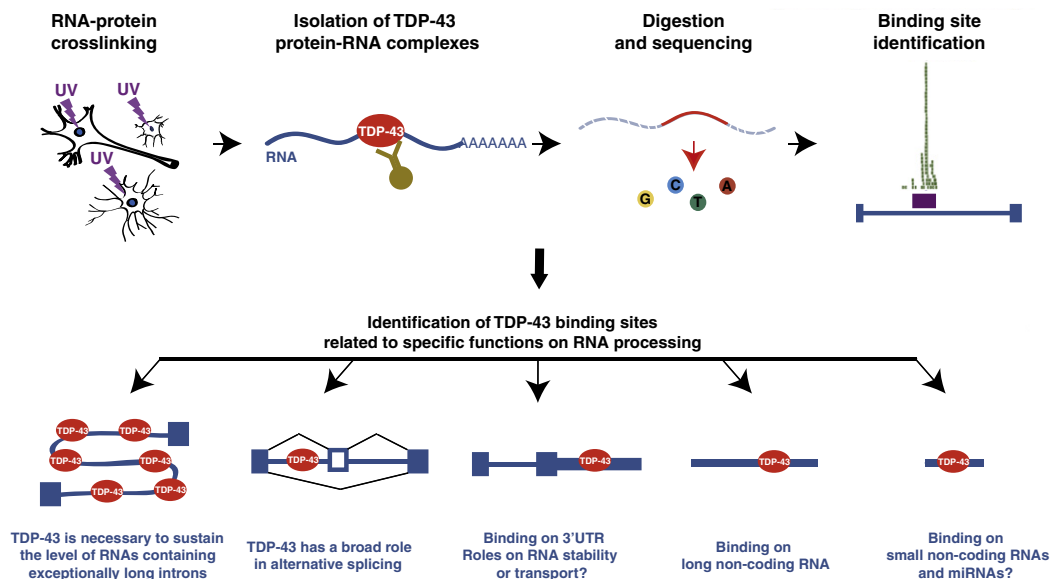 RNA-protein
crosslinking
Isolation of TDP-43
protein-RNA complexes
Digestion
and sequencing
Binding site
identification
UV
UV
UV
TDP-43
AAAAAAA
RNA
C
A
G
T
Identification of TDP-43 binding sites
related to specific functions on RNA processing
TDP-43
TDP-43
TDP-43
TDP-43
TDP-43
TDP-43
TDP-43
TDP-43
TDP-43
TDP-43
TDP-43 is necessary to sustain
the level of RNAs containing
exceptionally long introns
TDP-43 has a broad role
in alternative splicing
Binding on 3'UTR
Roles on RNA stability
or transport?
Binding on
long non-coding RNA
Binding on
small non-coding RNAs
and miRNAs?